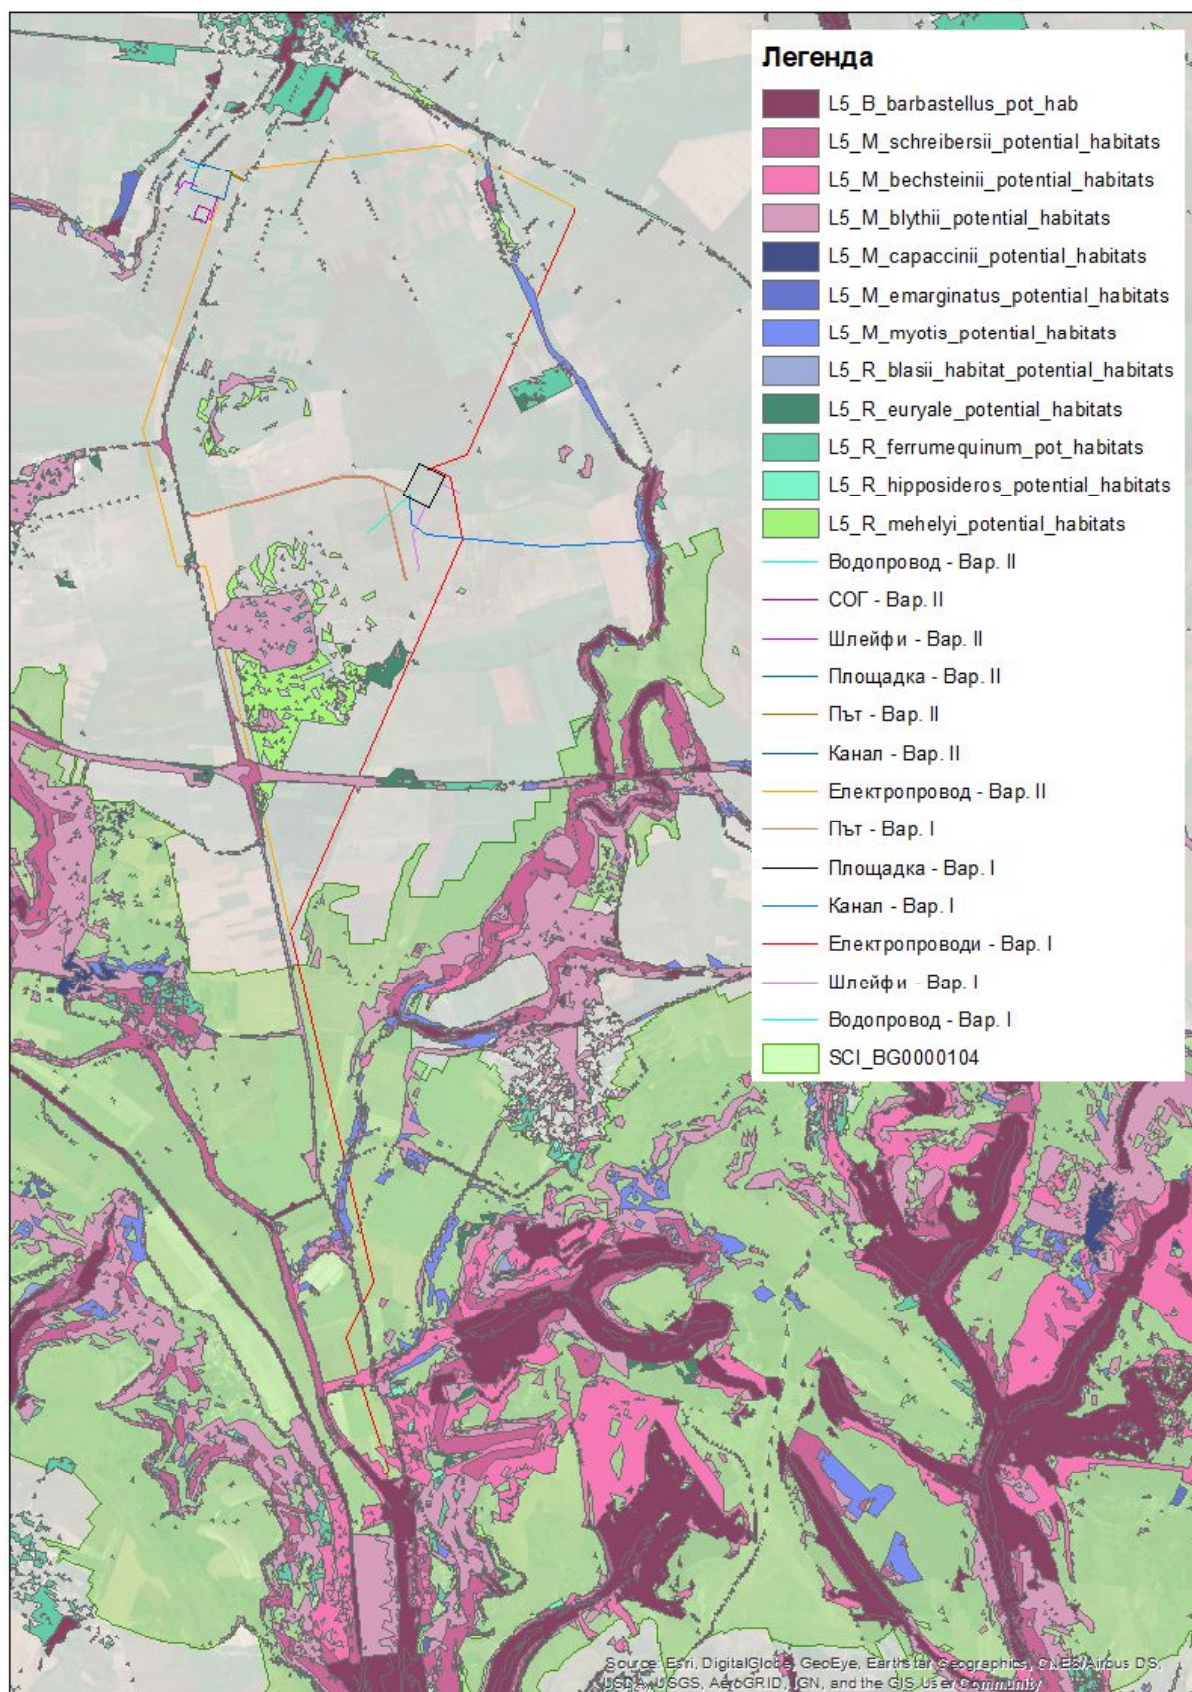 Легенда
L5_B_barbastellus_pot_hab
L5_M_schreibersii_potential_habitats
L5_M_bechsteinii_potential_habitats
L5_M_blythii_potential_habitats
L5_M_capaccinii_potential_habitats
L5_M_emarginatus_potential_habitats
L5_M_myotis_potential_habitats
L5_R_blasii_habitat_potential_habitats
L5_R_euryale_potential_habitats
L5_R_ferrumequinum_pot_habitats
L5_R_hipposideros_potential_habitats
L5_R_mehelyi_potential_habitats
Водопровод - Вар. II
СОГ - Вар. II
Шлейфи - Вар. II
Площадка - Вар. II
Път - Вар. II
Канал - Вар. II
Електропровод - Вар. II
Път - Вар. I
Площадка - Вар. I
Канал - Вар. I
Електропроводи - Вар. I
Шлейфи - Вар. I
Водопровод - Вар. I
SCI_BG0000104
Source: Esri, DigitalGlobe, GeoEye, Earthstar Geographics, CNES/Airbus DS,
USDA, USGS, AeroGRID, IGN, and the GIS User Community